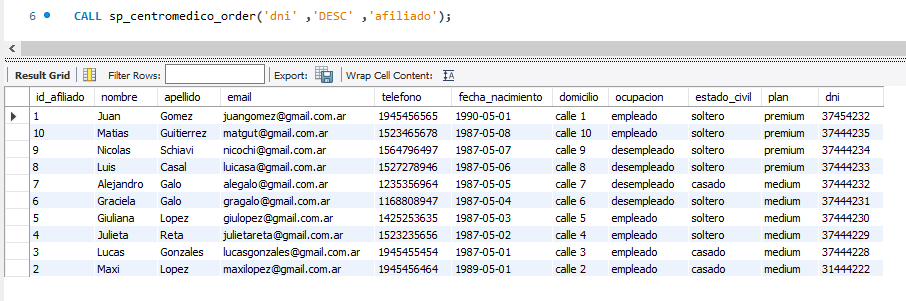 6 CALL sp_centromedico_order('dni' ,'DESC' ,'afiliado');
Result Grid Filter Rows: Export: Wrap Cell Content: IA
id_afiliado nombre apellido email telefono fecha_nacimiento domicilio ocupacion estado_civil plan dni
1 Juan Gomez juangomez@gmail.com.ar 1945456565 1990-05-01 calle 1 empleado soltero premium 37454232
10 Matias Guitierrez matgut@gmail.com.ar 1523465678 1987-05-08 calle 10 empleado soltero premium 37444235
9 Nicolas Schiavi nicochi@gmail.com.ar 1564796497 1987-05-07 calle 9 desempleado soltero premium 37444234
8 Luis Casal luicasa@gmail.com.ar 1527278946 1987-05-06 calle 8 desempleado soltero premium 37444233
7 Alejandro Galo alegalo@gmail.com.ar 1235356964 1987-05-05 calle 7 desempleado casado medium 37444232
6 Graciela Galo gragalo@gmail.com.ar 1168808947 1987-05-04 calle 6 desempleado soltero medium 37444231
5 Giuliana Lopez giulopez@gmail.com.ar 1425253635 1987-05-03 calle 5 empleado soltero medium 37444230
4 Julieta Reta julietareta@gmail.com.ar 1523235656 1987-05-02 calle 4 empleado soltero medium 37444229
3 Lucas Gonzales lucasgonzales@gmail.com.ar 1945455454 1987-05-01 calle 3 empleado casado medium 37444228
2 Maxi Lopez maxilopez@gmail.com.ar 1945456464 1989-05-01 calle 2 empleado casado medium 31444222